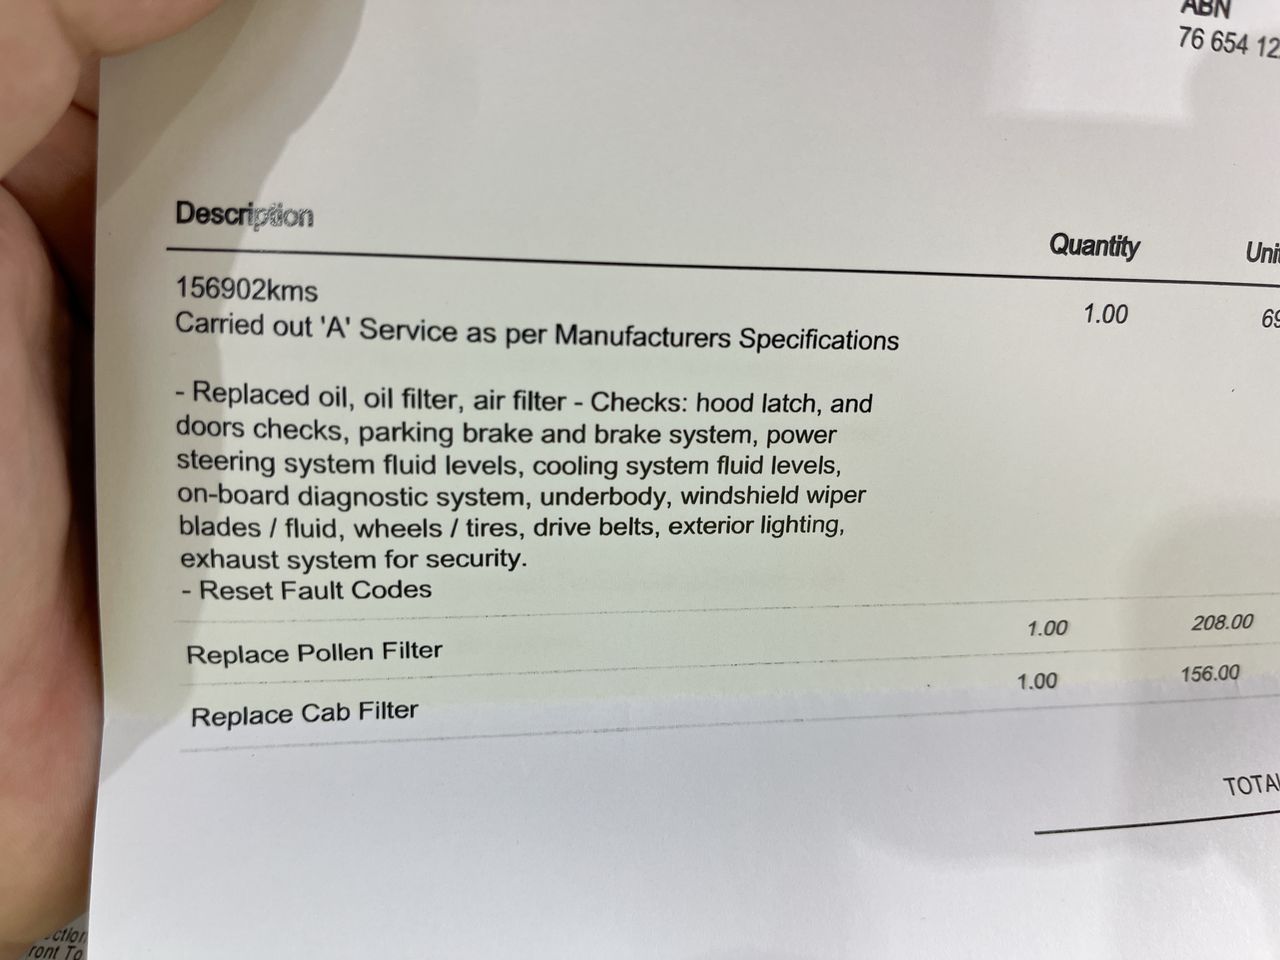 ABN
76 654 12
Description Quantity
156902kms 1.00
Carried out 'A' Service as per Manufacturers Specifications
- Replaced oil, oil filter, air filter - Checks: hood latch, and
doors checks, parking brake and brake system, power
steering system fluid levels, cooling system fluid levels,
on-board diagnostic system, underbody, windshield wiper
blades / fluid, wheels / tires, drive belts, exterior lighting,
exhaust system for security.
- Reset Fault Codes
Replace Pollen Filter 1.00 208.00
Replace Cab Filter 1.00 156.00